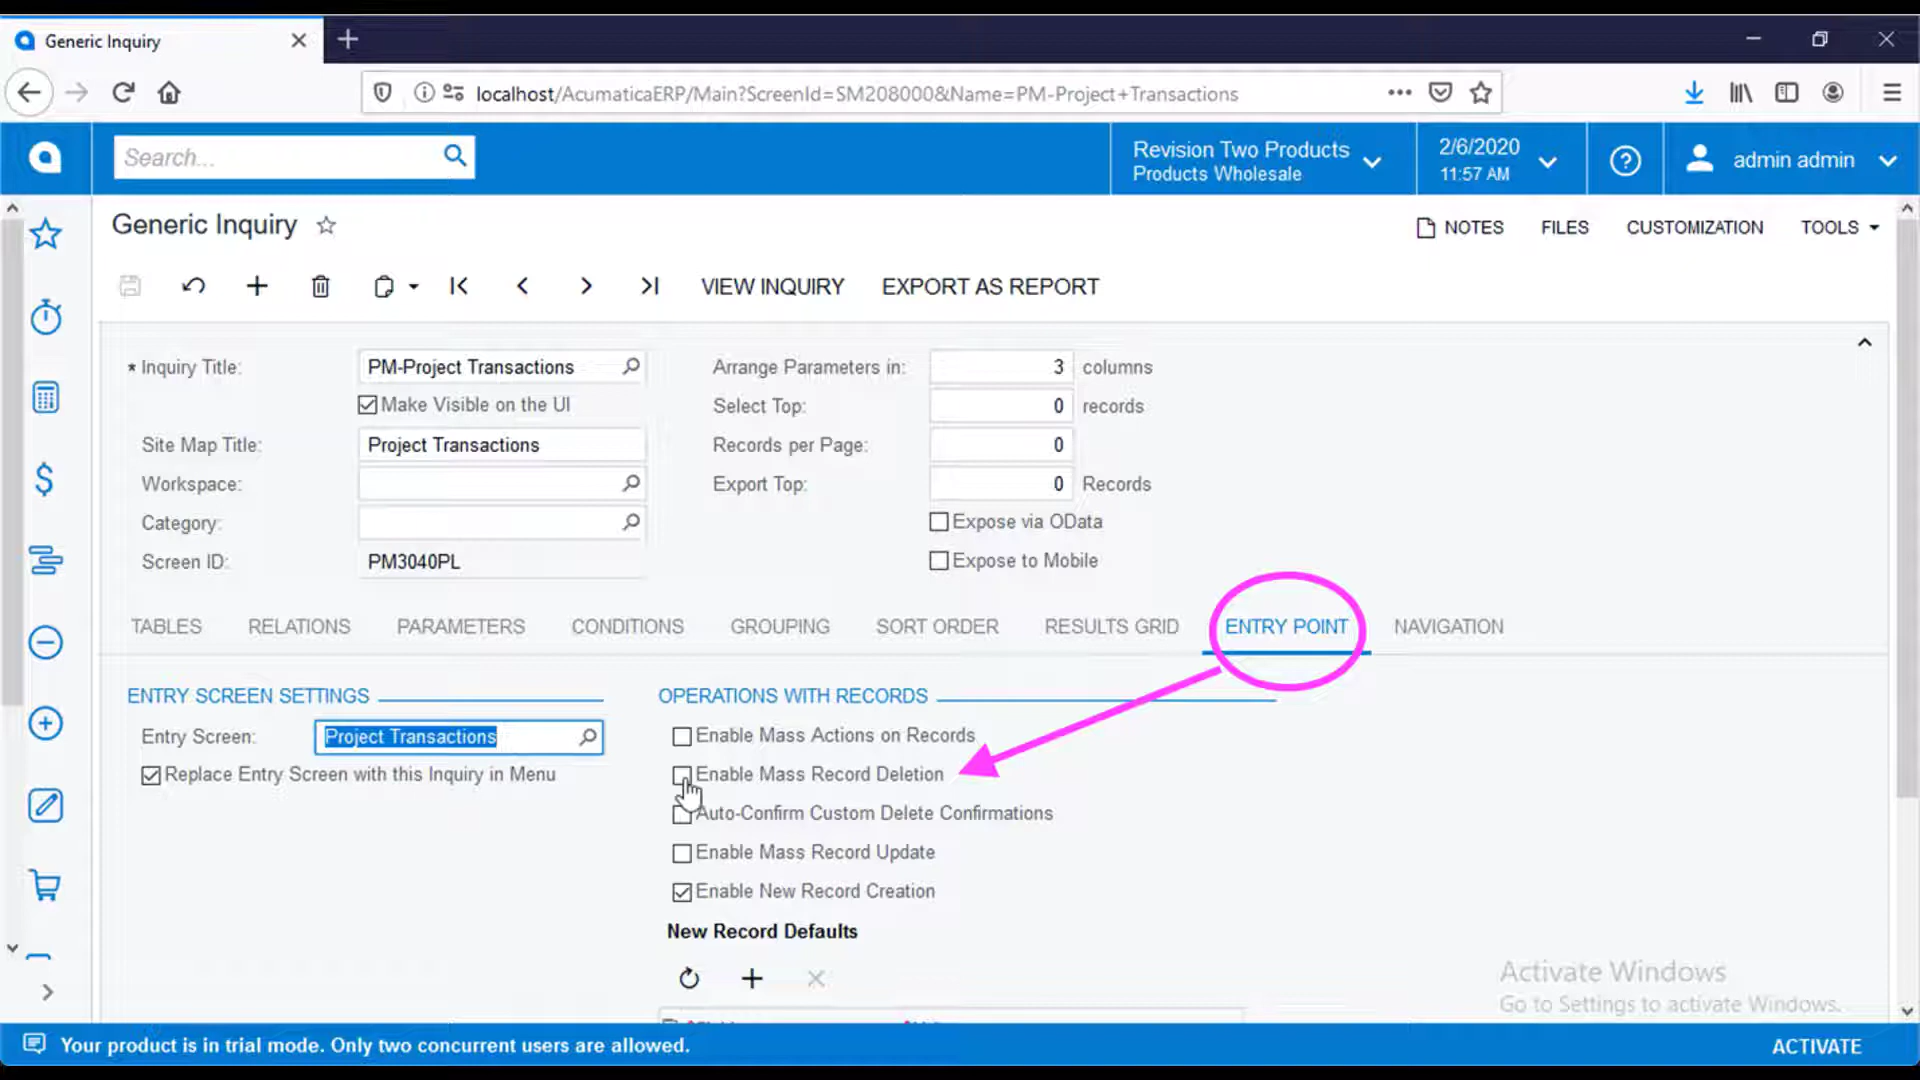 Generic Inquiry
localhost/AcumaticaERP/Main?ScreenId=SM208000&Name=PM-Project+Transactions
Search...
Revision Two Products
Products Wholesale
2/6/2020
11:57 AM
admin admin
Generic Inquiry
NOTES FILES CUSTOMIZATION TOOLS
VIEW INQUIRY EXPORT AS REPORT
* Inquiry Title: PM-Project Transactions Arrange Parameters in: 3 columns
Make Visible on the UI Select Top: 0 records
Site Map Title: Project Transactions Records per Page: 0
Workspace: Export Top: 0 Records
Category: Expose via OData
Screen ID: PM3040PL Expose to Mobile
TABLES RELATIONS PARAMETERS CONDITIONS GROUPING SORT ORDER RESULTS GRID ENTRY POINT NAVIGATION
ENTRY SCREEN SETTINGS OPERATIONS WITH RECORDS
Entry Screen: Project Transactions Enable Mass Actions on Records
Replace Entry Screen with this Inquiry in Menu Enable Mass Record Deletion
Auto-Confirm Custom Delete Confirmations
Enable Mass Record Update
Enable New Record Creation
New Record Defaults
Activate Windows
Go to Settings to activate Windows.
Your product is in trial mode. Only two concurrent users are allowed. ACTIVATE